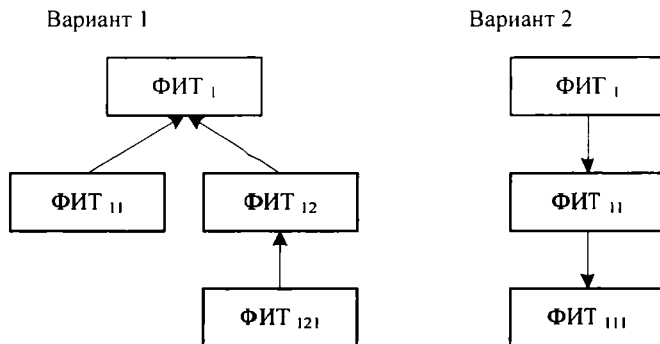 Вариант 1 Вариант 2
ФИТ 1 ФИТ 1
ФИТ 11 ФИТ 12 ФИТ 11
ФИТ 121 ФИТ 111